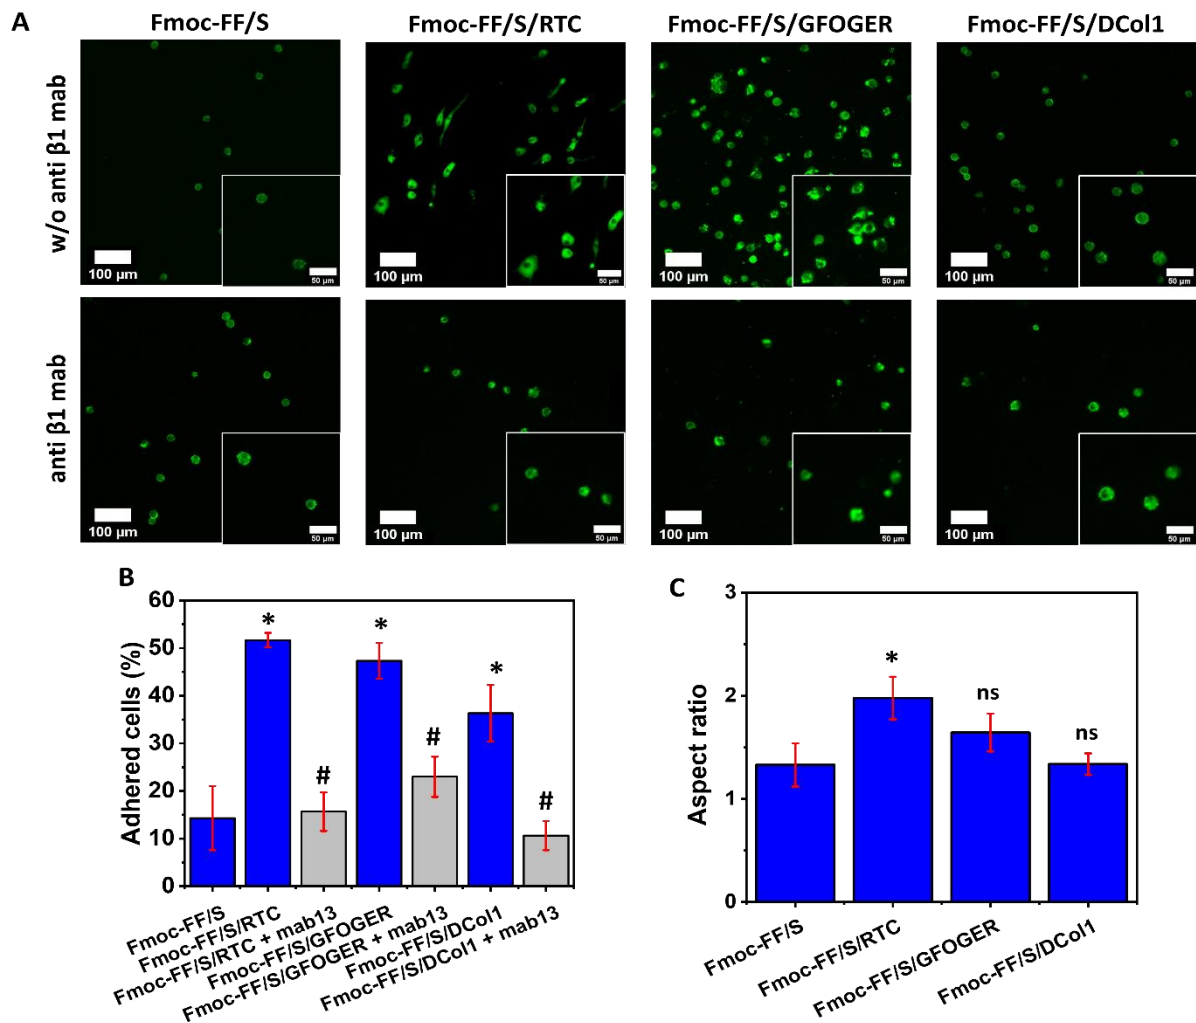 A
Fmoc-FF/S
Fmoc-FF/S/RTC
Fmoc-FF/S/GFOGER
Fmoc-FF/S/DCol1
w/o anti β1 mab
100 µm
50 µm
100 µm
50 µm
100 µm
50 µm
100 µm
50 µm
anti β1 mab
100 µm
50 µm
100 µm
50 µm
100 µm
50 µm
100 µm
50 µm
B
Adhered cells (%)
60
50
40
30
20
10
0
*
#
*
#
*
#
Fmoc-FF/S
Fmoc-FF/S/RTC
Fmoc-FF/S/RTC + mab13
Fmoc-FF/S/GFOGER
Fmoc-FF/S/GFOGER + mab13
Fmoc-FF/S/DCol1
Fmoc-FF/S/DCol1 + mab13
C
Aspect ratio
3
2
1
0
*
ns
ns
Fmoc-FF/S
Fmoc-FF/S/RTC
Fmoc-FF/S/GFOGER
Fmoc-FF/S/DCol1